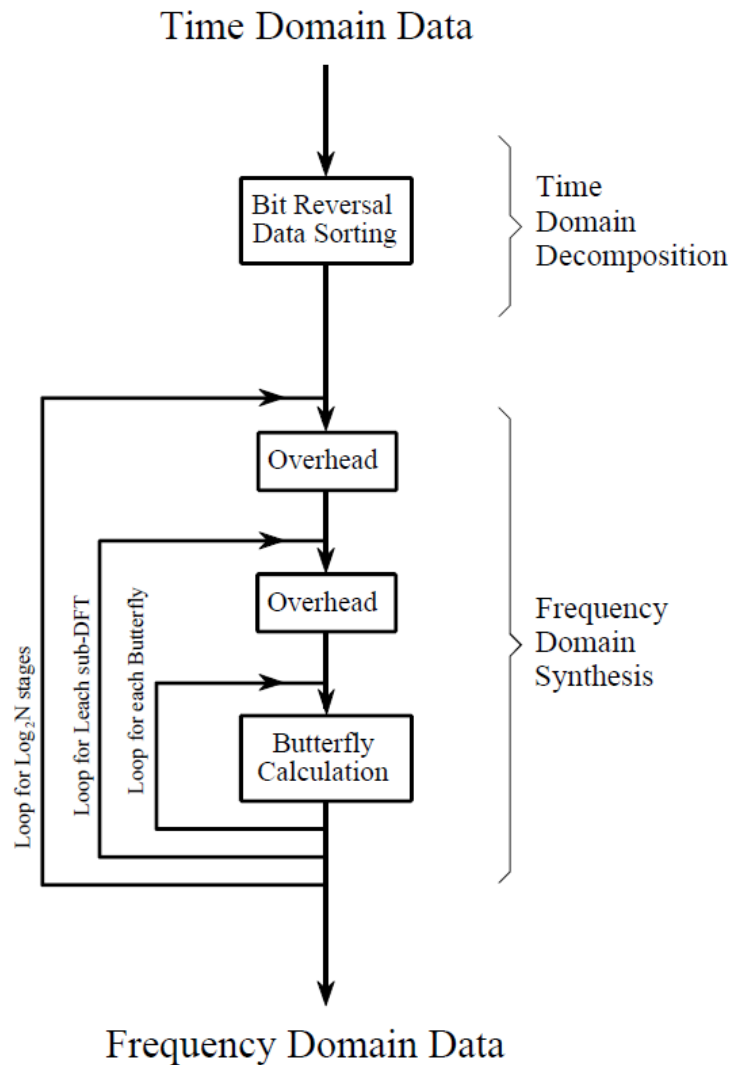 Time Domain Data
Bit Reversal
Data Sorting
Time
Domain
Decomposition
Overhead
Overhead
Loop for Log₂N stages
Loop for Leach sub-DFT
Loop for each Butterfly
Butterfly
Calculation
Frequency
Domain
Synthesis
Frequency Domain Data